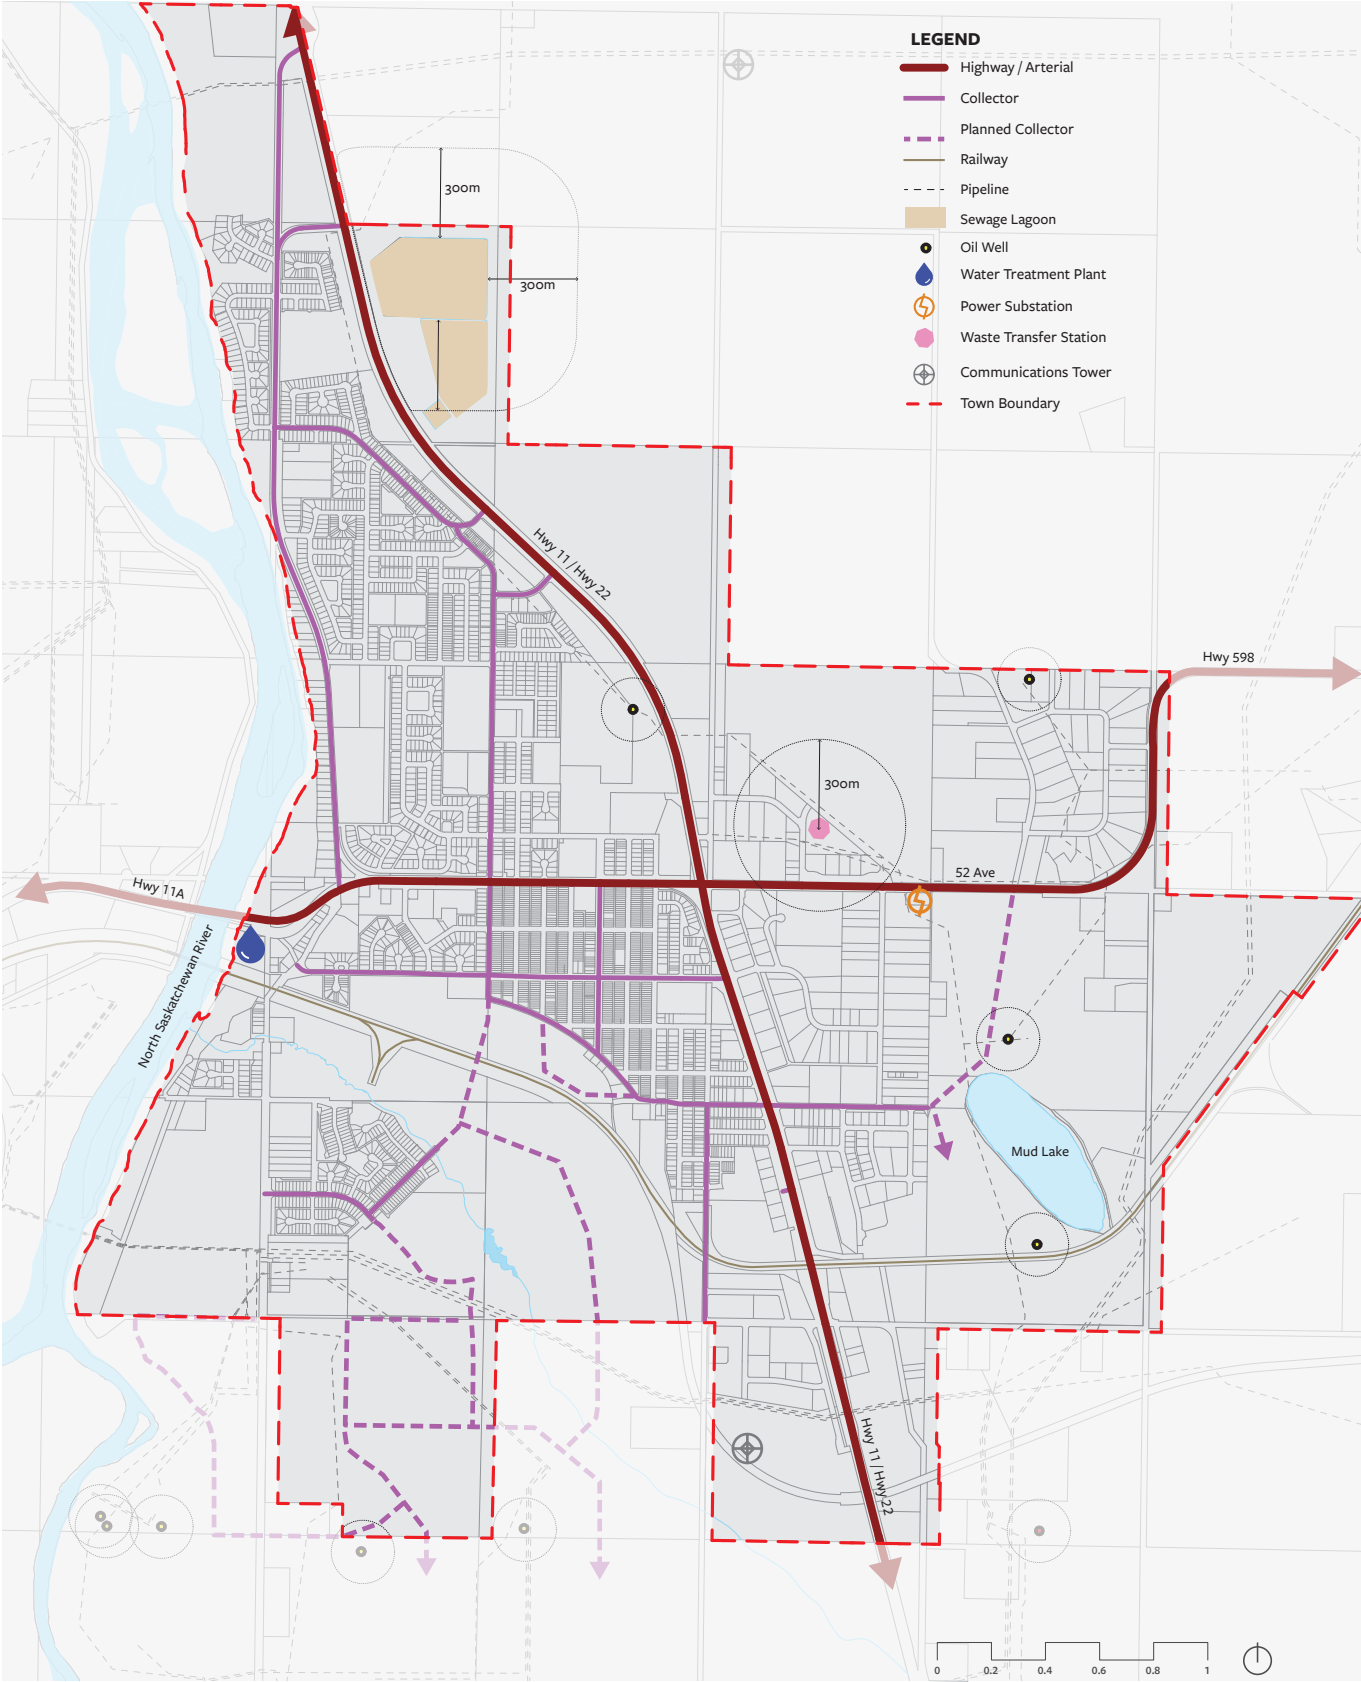 LEGEND
Highway / Arterial
Collector
Planned Collector
Railway
Pipeline
Sewage Lagoon
Oil Well
Water Treatment Plant
Power Substation
Waste Transfer Station
Communications Tower
Town Boundary
300m
300m
Hwy 11 / Hwy 22
Hwy 598
300m
52 Ave
Hwy 11A
North Saskatchewan River
Mud Lake
Hwy 11 / Hwy 22
0 0.2 0.4 0.6 0.8 1